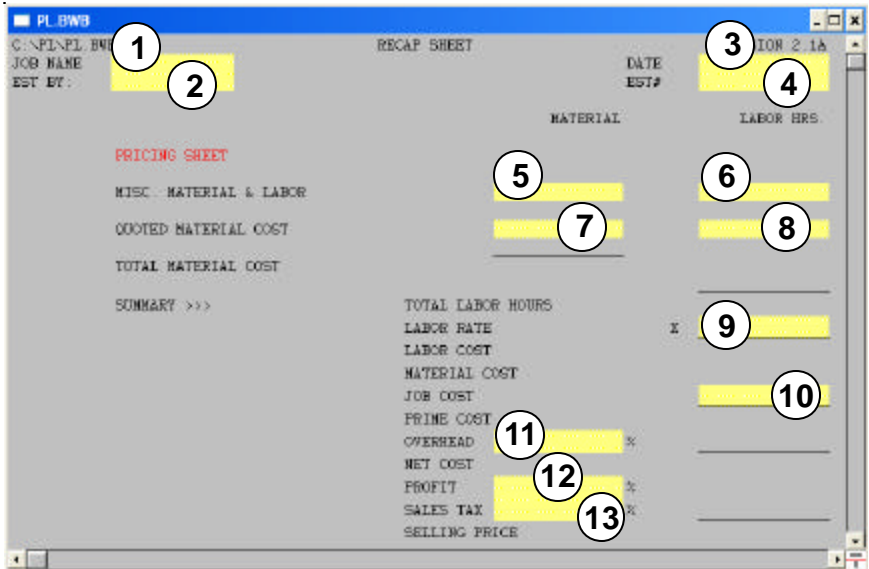 PL.BWB
C:\PL\PL.BWB 1 RECAP SHEET 3 ION 2.1A
JOB NAME DATE
EST BY: 2 EST# 4
MATERIAL LABOR HRS.
PRICING SHEET
MISC. MATERIAL & LABOR 5 6
QUOTED MATERIAL COST 7 8
TOTAL MATERIAL COST
SUMMARY >>> TOTAL LABOR HOURS
LABOR RATE X 9
LABOR COST
MATERIAL COST
JOB COST 10
PRIME COST
OVERHEAD 11 %
NET COST
PROFIT 12 %
SALES TAX 13 %
SELLING PRICE